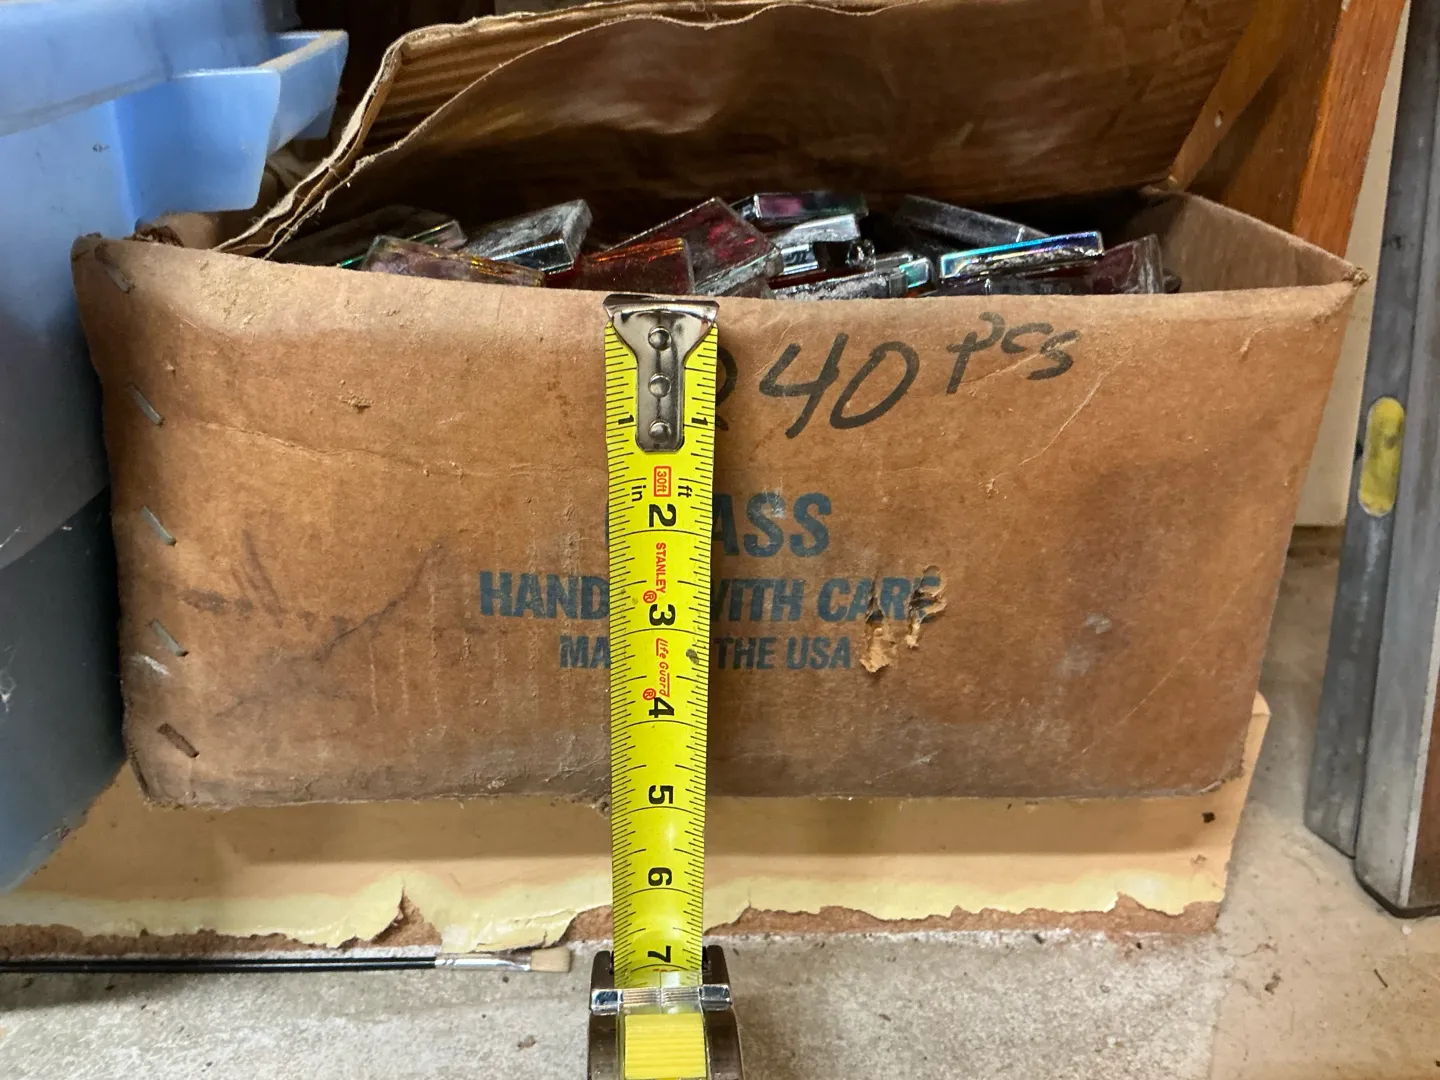 240 pcs
ASS
HAND WITH CARE
MA THE USA
1 1
30ft
in ft
2
STANLEY®
3
Life Guard®
4
5
6
7